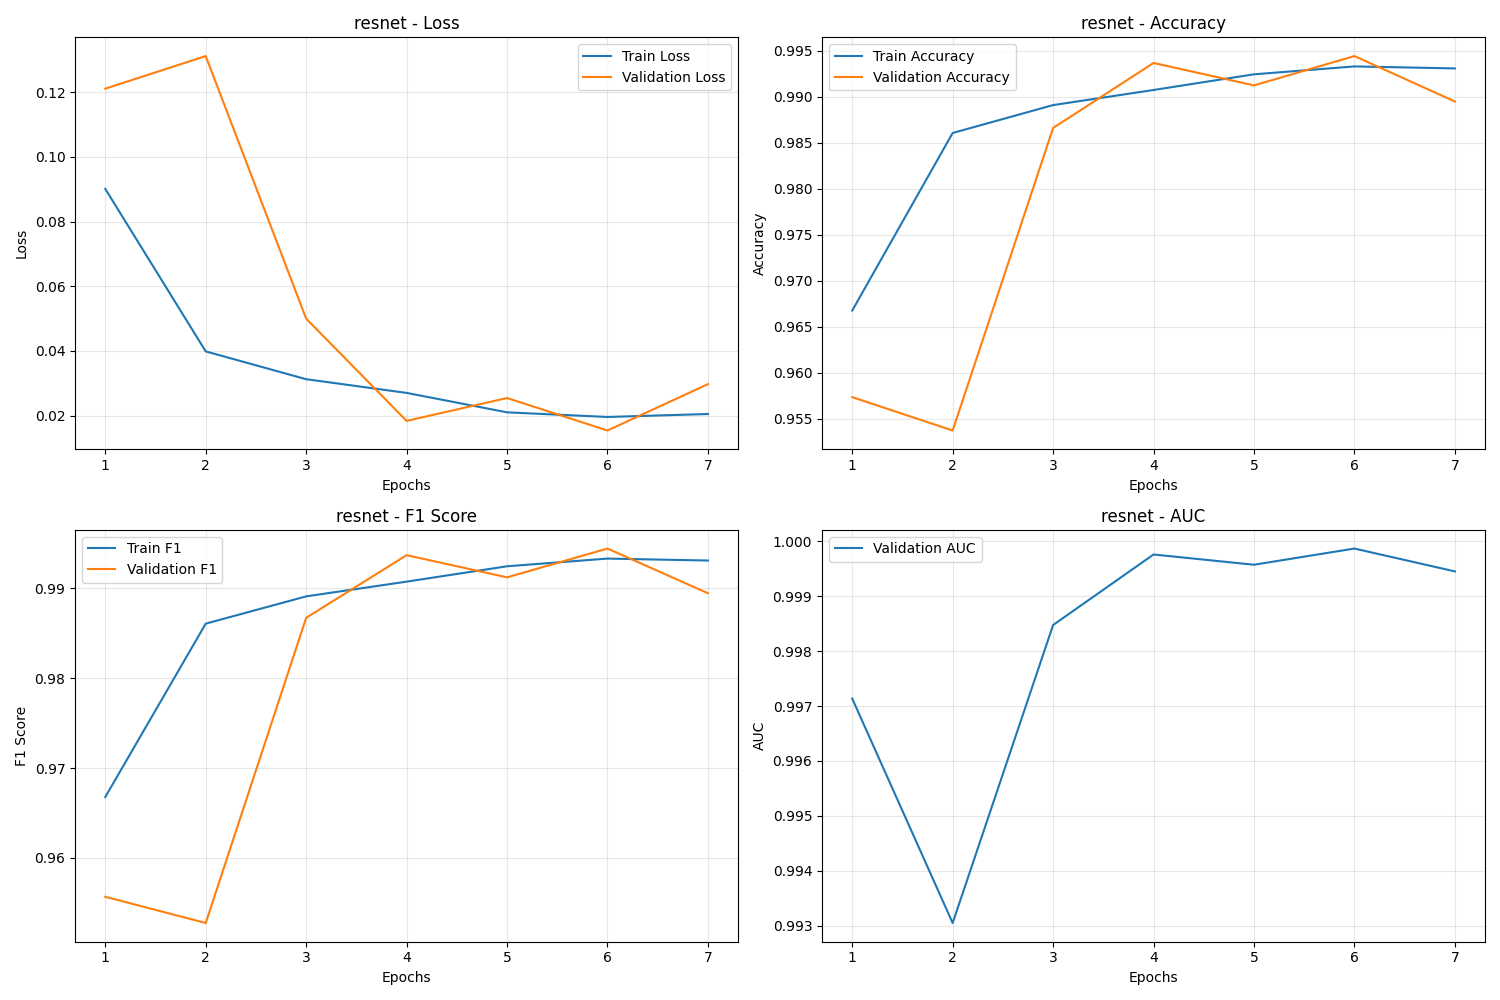 resnet - Loss
Train Loss
Validation Loss
0.12
0.10
0.08
0.06
0.04
0.02
Loss
1 2 3 4 5 6 7
Epochs
resnet - Accuracy
Train Accuracy
Validation Accuracy
0.995
0.990
0.985
0.980
0.975
0.970
0.965
0.960
0.955
Accuracy
1 2 3 4 5 6 7
Epochs
resnet - F1 Score
Train F1
Validation F1
0.99
0.98
0.97
0.96
F1 Score
1 2 3 4 5 6 7
Epochs
resnet - AUC
Validation AUC
1.000
0.999
0.998
0.997
0.996
0.995
0.994
0.993
AUC
1 2 3 4 5 6 7
Epochs